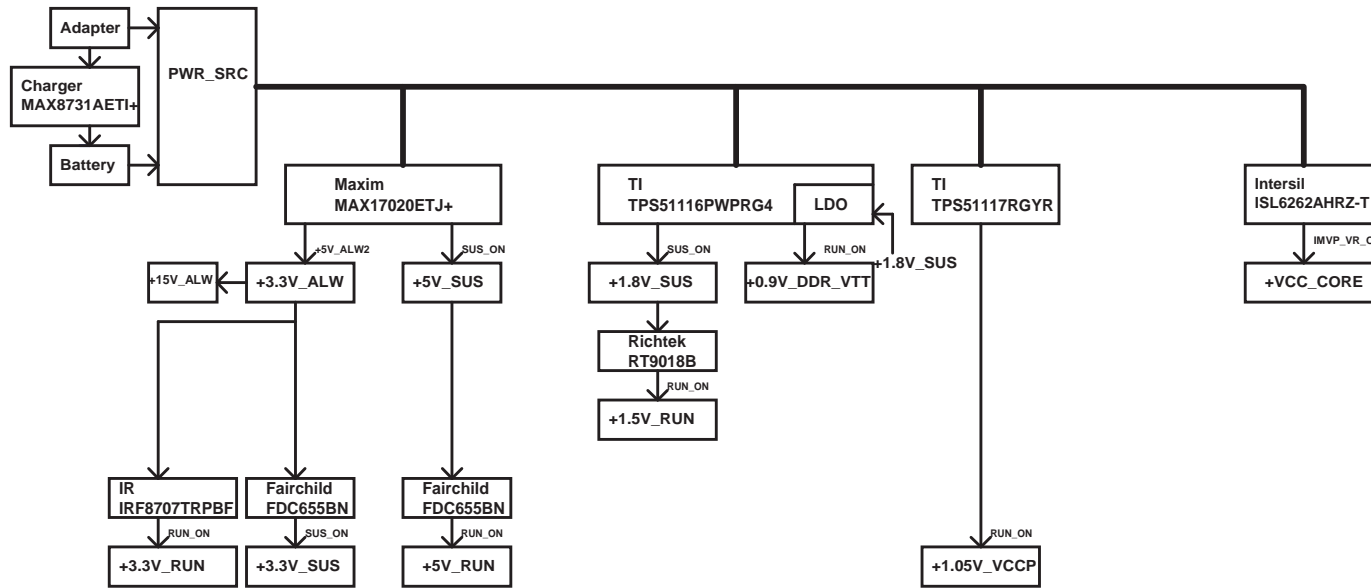 Adapter
PWR_SRC
Charger
MAX8731AETI+
Battery
Maxim
MAX17020ETJ+
TI
TPS51116PWPRG4
LDO
TI
TPS51117RGYR
Intersil
ISL6262AHRZ-T
+5V_ALW2
SUS_ON
SUS_ON
RUN_ON
+1.8V_SUS
IMVP_VR_O
+15V_ALW
+3.3V_ALW
+5V_SUS
+1.8V_SUS
+0.9V_DDR_VTT
+VCC_CORE
Richtek
RT9018B
RUN_ON
+1.5V_RUN
IR
IRF8707TRPBF
Fairchild
FDC655BN
Fairchild
FDC655BN
RUN_ON
SUS_ON
RUN_ON
RUN_ON
+3.3V_RUN
+3.3V_SUS
+5V_RUN
+1.05V_VCCP